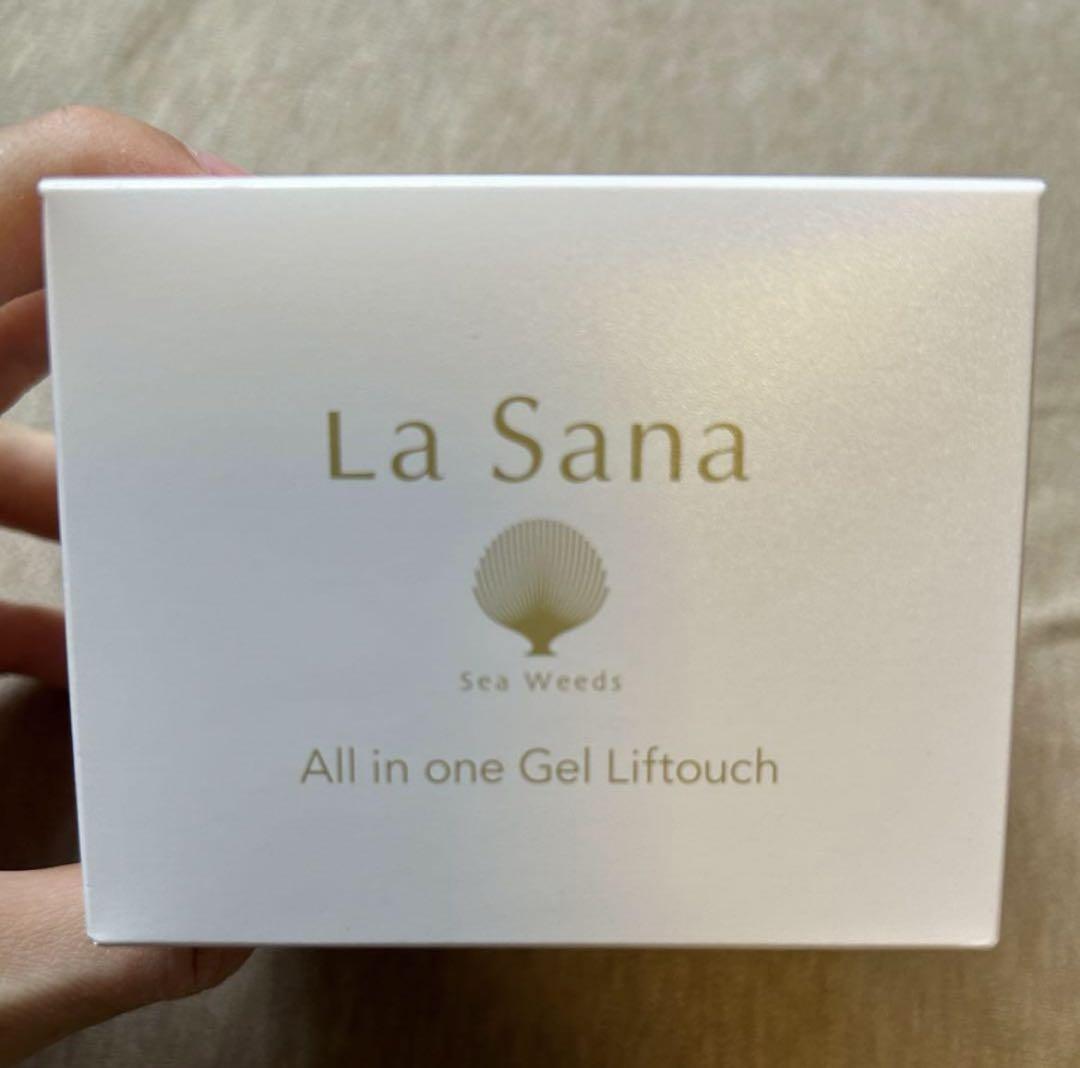 La Sana
Sea Weeds
All in one Gel Liftouch